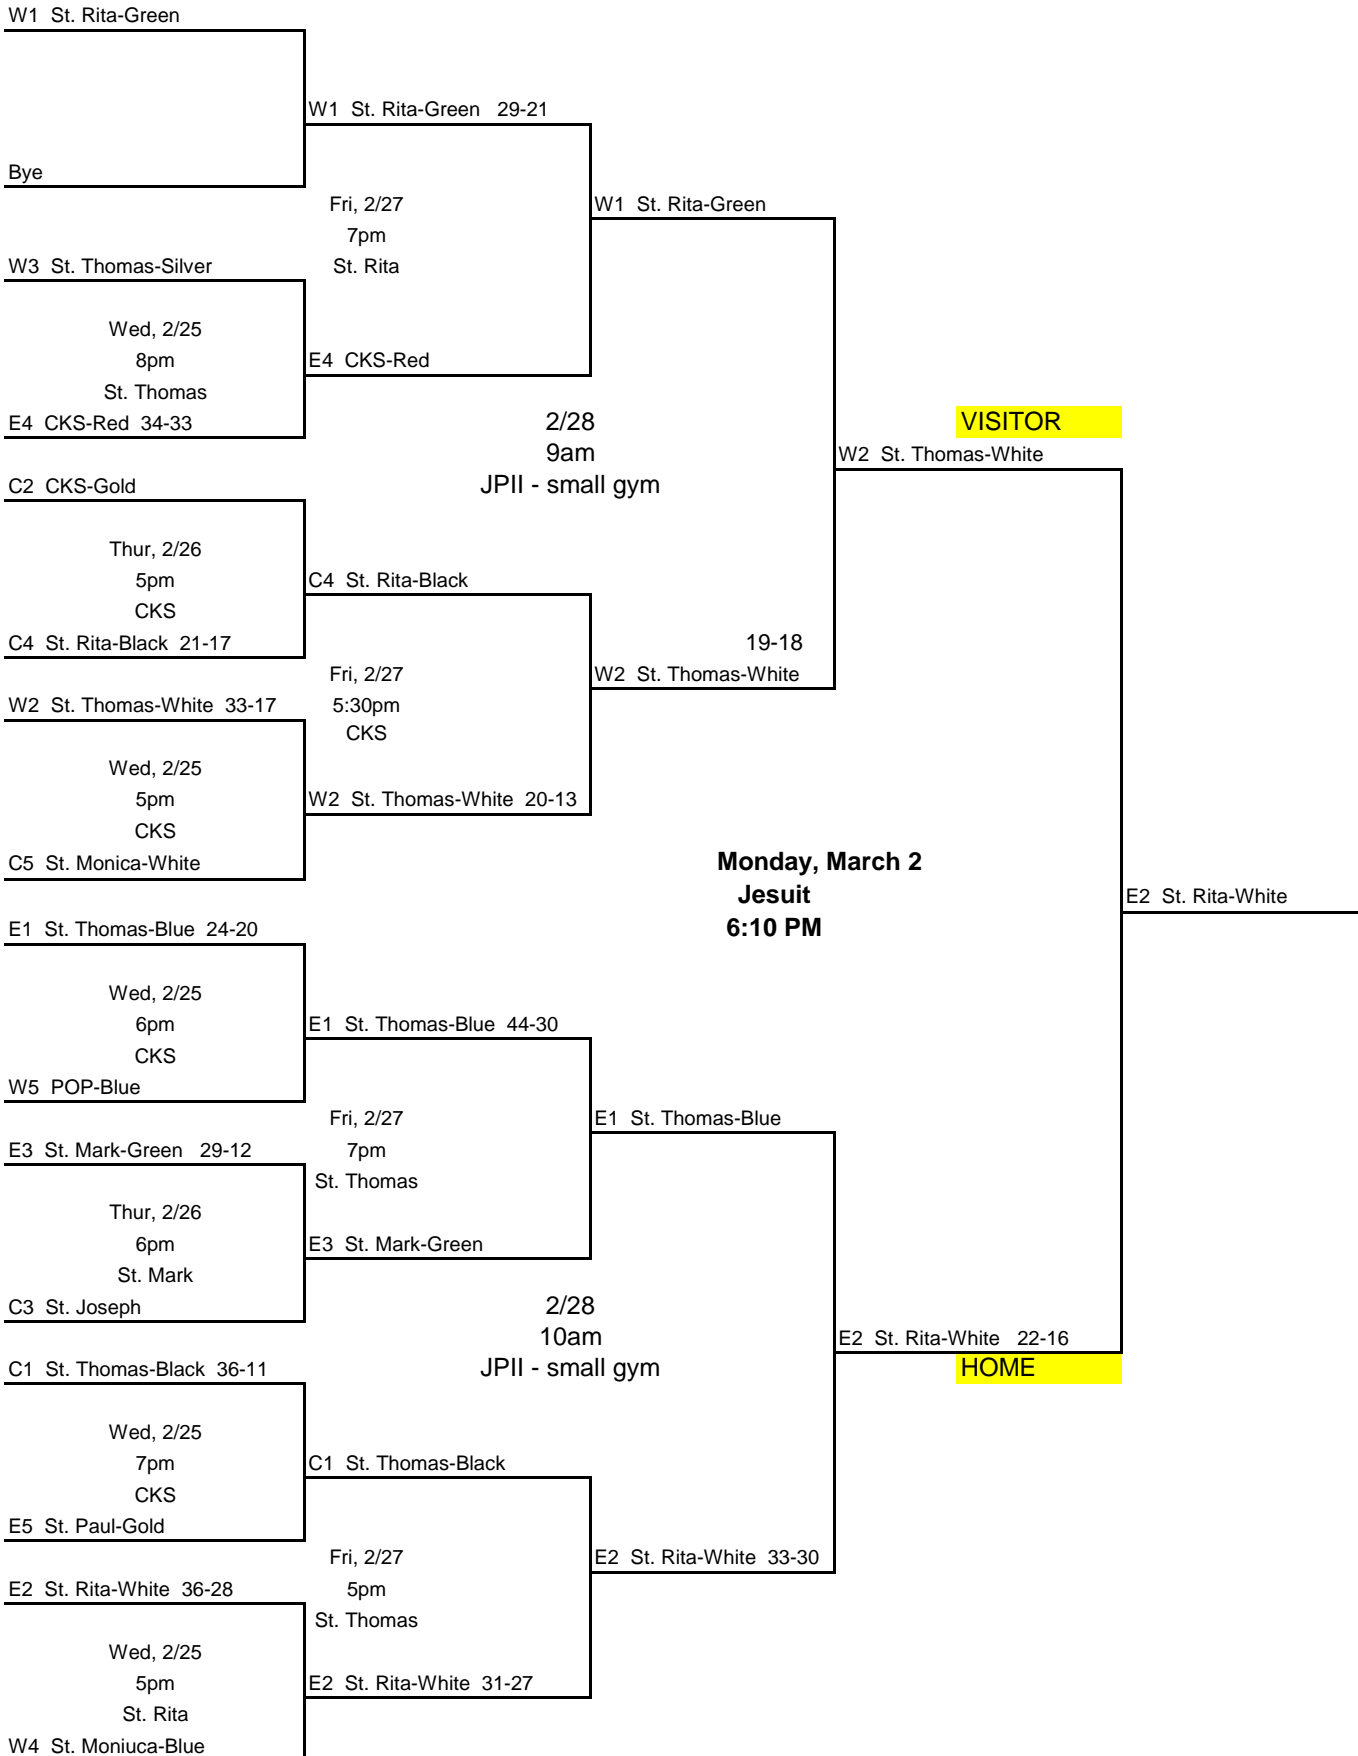 W1 St. Rita-Green
W1 St. Rita-Green 29-21
Bye
Fri, 2/27
W1 St. Rita-Green
7pm
W3 St. Thomas-Silver
St. Rita
Wed, 2/25
8pm
E4 CKS-Red
St. Thomas
E4 CKS-Red 34-33
2/28
VISITOR
9am
W2 St. Thomas-White
C2 CKS-Gold
JPII - small gym
Thur, 2/26
5pm
C4 St. Rita-Black
CKS
C4 St. Rita-Black 21-17
19-18
Fri, 2/27
W2 St. Thomas-White
W2 St. Thomas-White 33-17
5:30pm
CKS
Wed, 2/25
5pm
W2 St. Thomas-White 20-13
CKS
C5 St. Monica-White
Monday, March 2
Jesuit
E2 St. Rita-White
E1 St. Thomas-Blue 24-20
6:10 PM
Wed, 2/25
6pm
E1 St. Thomas-Blue 44-30
CKS
W5 POP-Blue
Fri, 2/27
E1 St. Thomas-Blue
E3 St. Mark-Green 29-12
7pm
St. Thomas
Thur, 2/26
6pm
E3 St. Mark-Green
St. Mark
C3 St. Joseph
2/28
10am
E2 St. Rita-White 22-16
C1 St. Thomas-Black 36-11
JPII - small gym
HOME
Wed, 2/25
7pm
C1 St. Thomas-Black
CKS
E5 St. Paul-Gold
Fri, 2/27
E2 St. Rita-White 33-30
E2 St. Rita-White 36-28
5pm
St. Thomas
Wed, 2/25
5pm
E2 St. Rita-White 31-27
St. Rita
W4 St. Moniuca-Blue